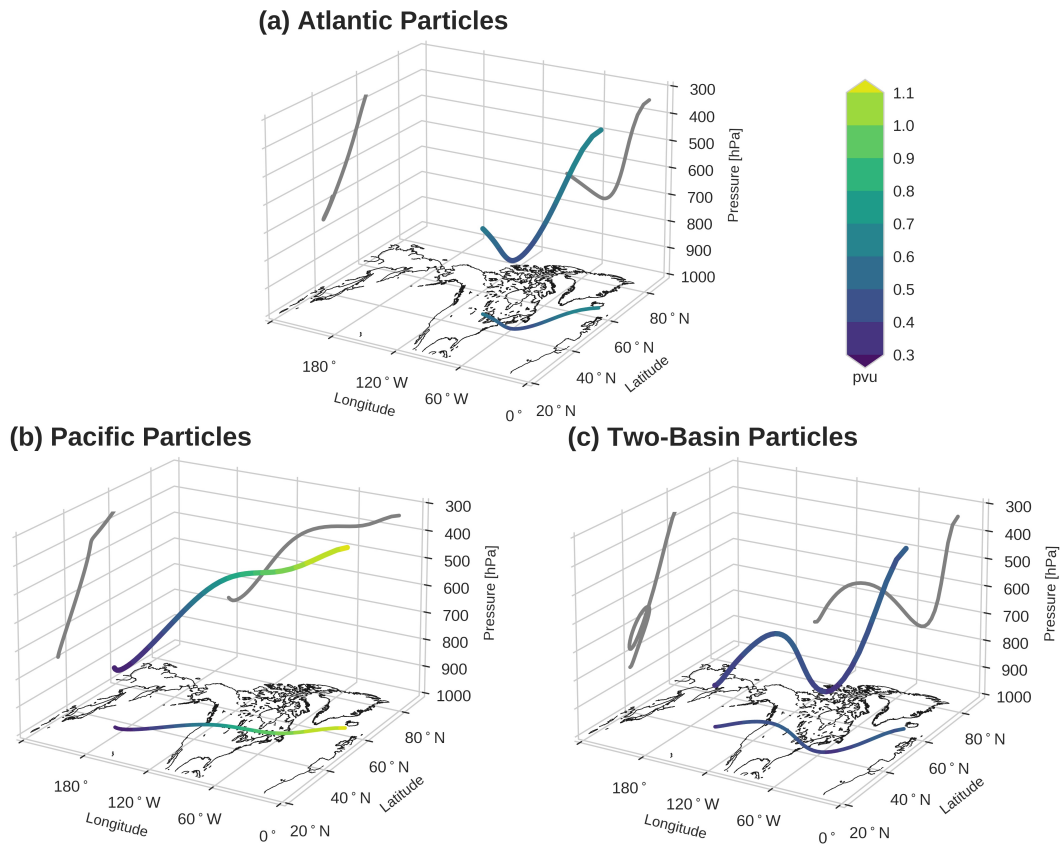 (a) Atlantic Particles
300
400
500
600
700
800
900
1000
Pressure [hPa]
80°N
60°N
40°N
20°N
Latitude
180°
120°W
60°W
0°
Longitude
1.1
1.0
0.9
0.8
0.7
0.6
0.5
0.4
0.3
pvu
(b) Pacific Particles
300
400
500
600
700
800
900
1000
Pressure [hPa]
80°N
60°N
40°N
20°N
Latitude
180°
120°W
60°W
0°
Longitude
(c) Two-Basin Particles
300
400
500
600
700
800
900
1000
Pressure [hPa]
80°N
60°N
40°N
20°N
Latitude
180°
120°W
60°W
0°
Longitude